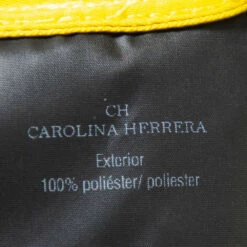 CH
CAROLINA HERRERA
Exterior
100% poliéster/ poliester